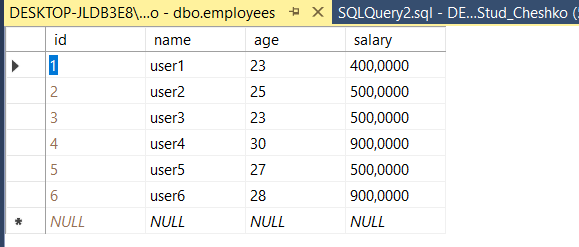 DESKTOP-JLDB3E8\...o - dbo.employees SQLQuery2.sql - DE...Stud_Cheshko (
id name age salary
1 user1 23 400,0000
2 user2 25 500,0000
3 user3 23 500,0000
4 user4 30 900,0000
5 user5 27 500,0000
6 user6 28 900,0000
* NULL NULL NULL NULL